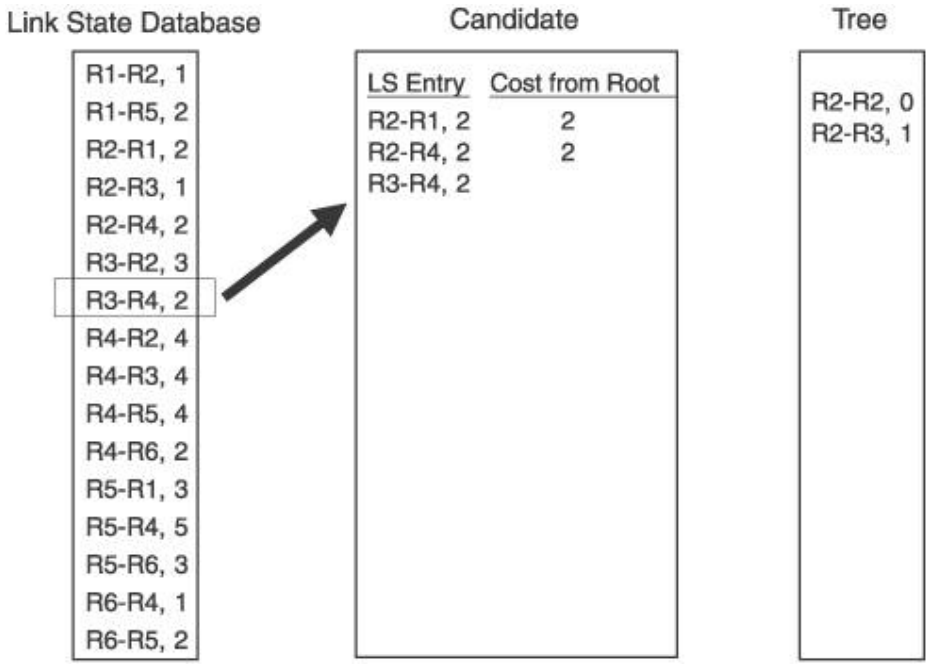 Link State Database
R1-R2, 1
R1-R5, 2
R2-R1, 2
R2-R3, 1
R2-R4, 2
R3-R2, 3
R3-R4, 2
R4-R2, 4
R4-R3, 4
R4-R5, 4
R4-R6, 2
R5-R1, 3
R5-R4, 5
R5-R6, 3
R6-R4, 1
R6-R5, 2
Candidate
LS Entry Cost from Root
R2-R1, 2 2
R2-R4, 2 2
R3-R4, 2
Tree
R2-R2, 0
R2-R3, 1